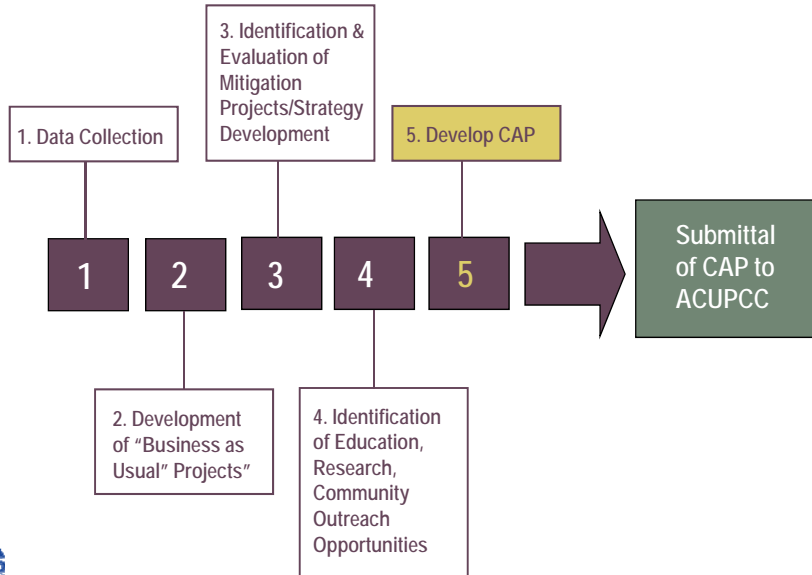 3. Identification &
Evaluation of
Mitigation
Projects/Strategy
Development
1. Data Collection
5. Develop CAP
1
2
3
4
5
Submittal
of CAP to
ACUPCC
2. Development
of “Business as
Usual” Projects”
4. Identification
of Education,
Research,
Community
Outreach
Opportunities